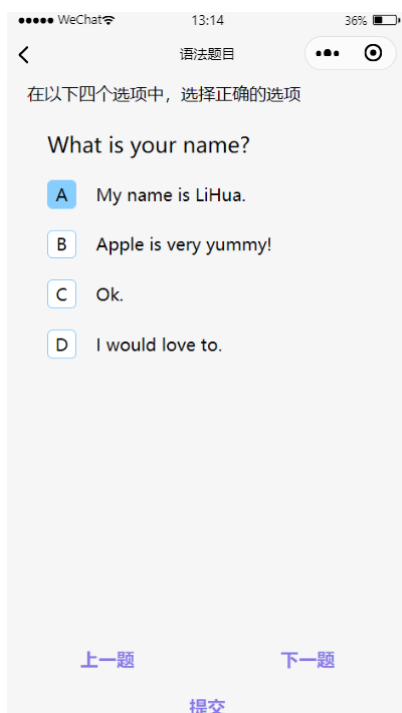 WeChat 13:14 36%
语法题目
在以下四个选项中，选择正确的选项
What is your name?
A My name is LiHua.
B Apple is very yummy!
C Ok.
D I would love to.
上一题 下一题
提交